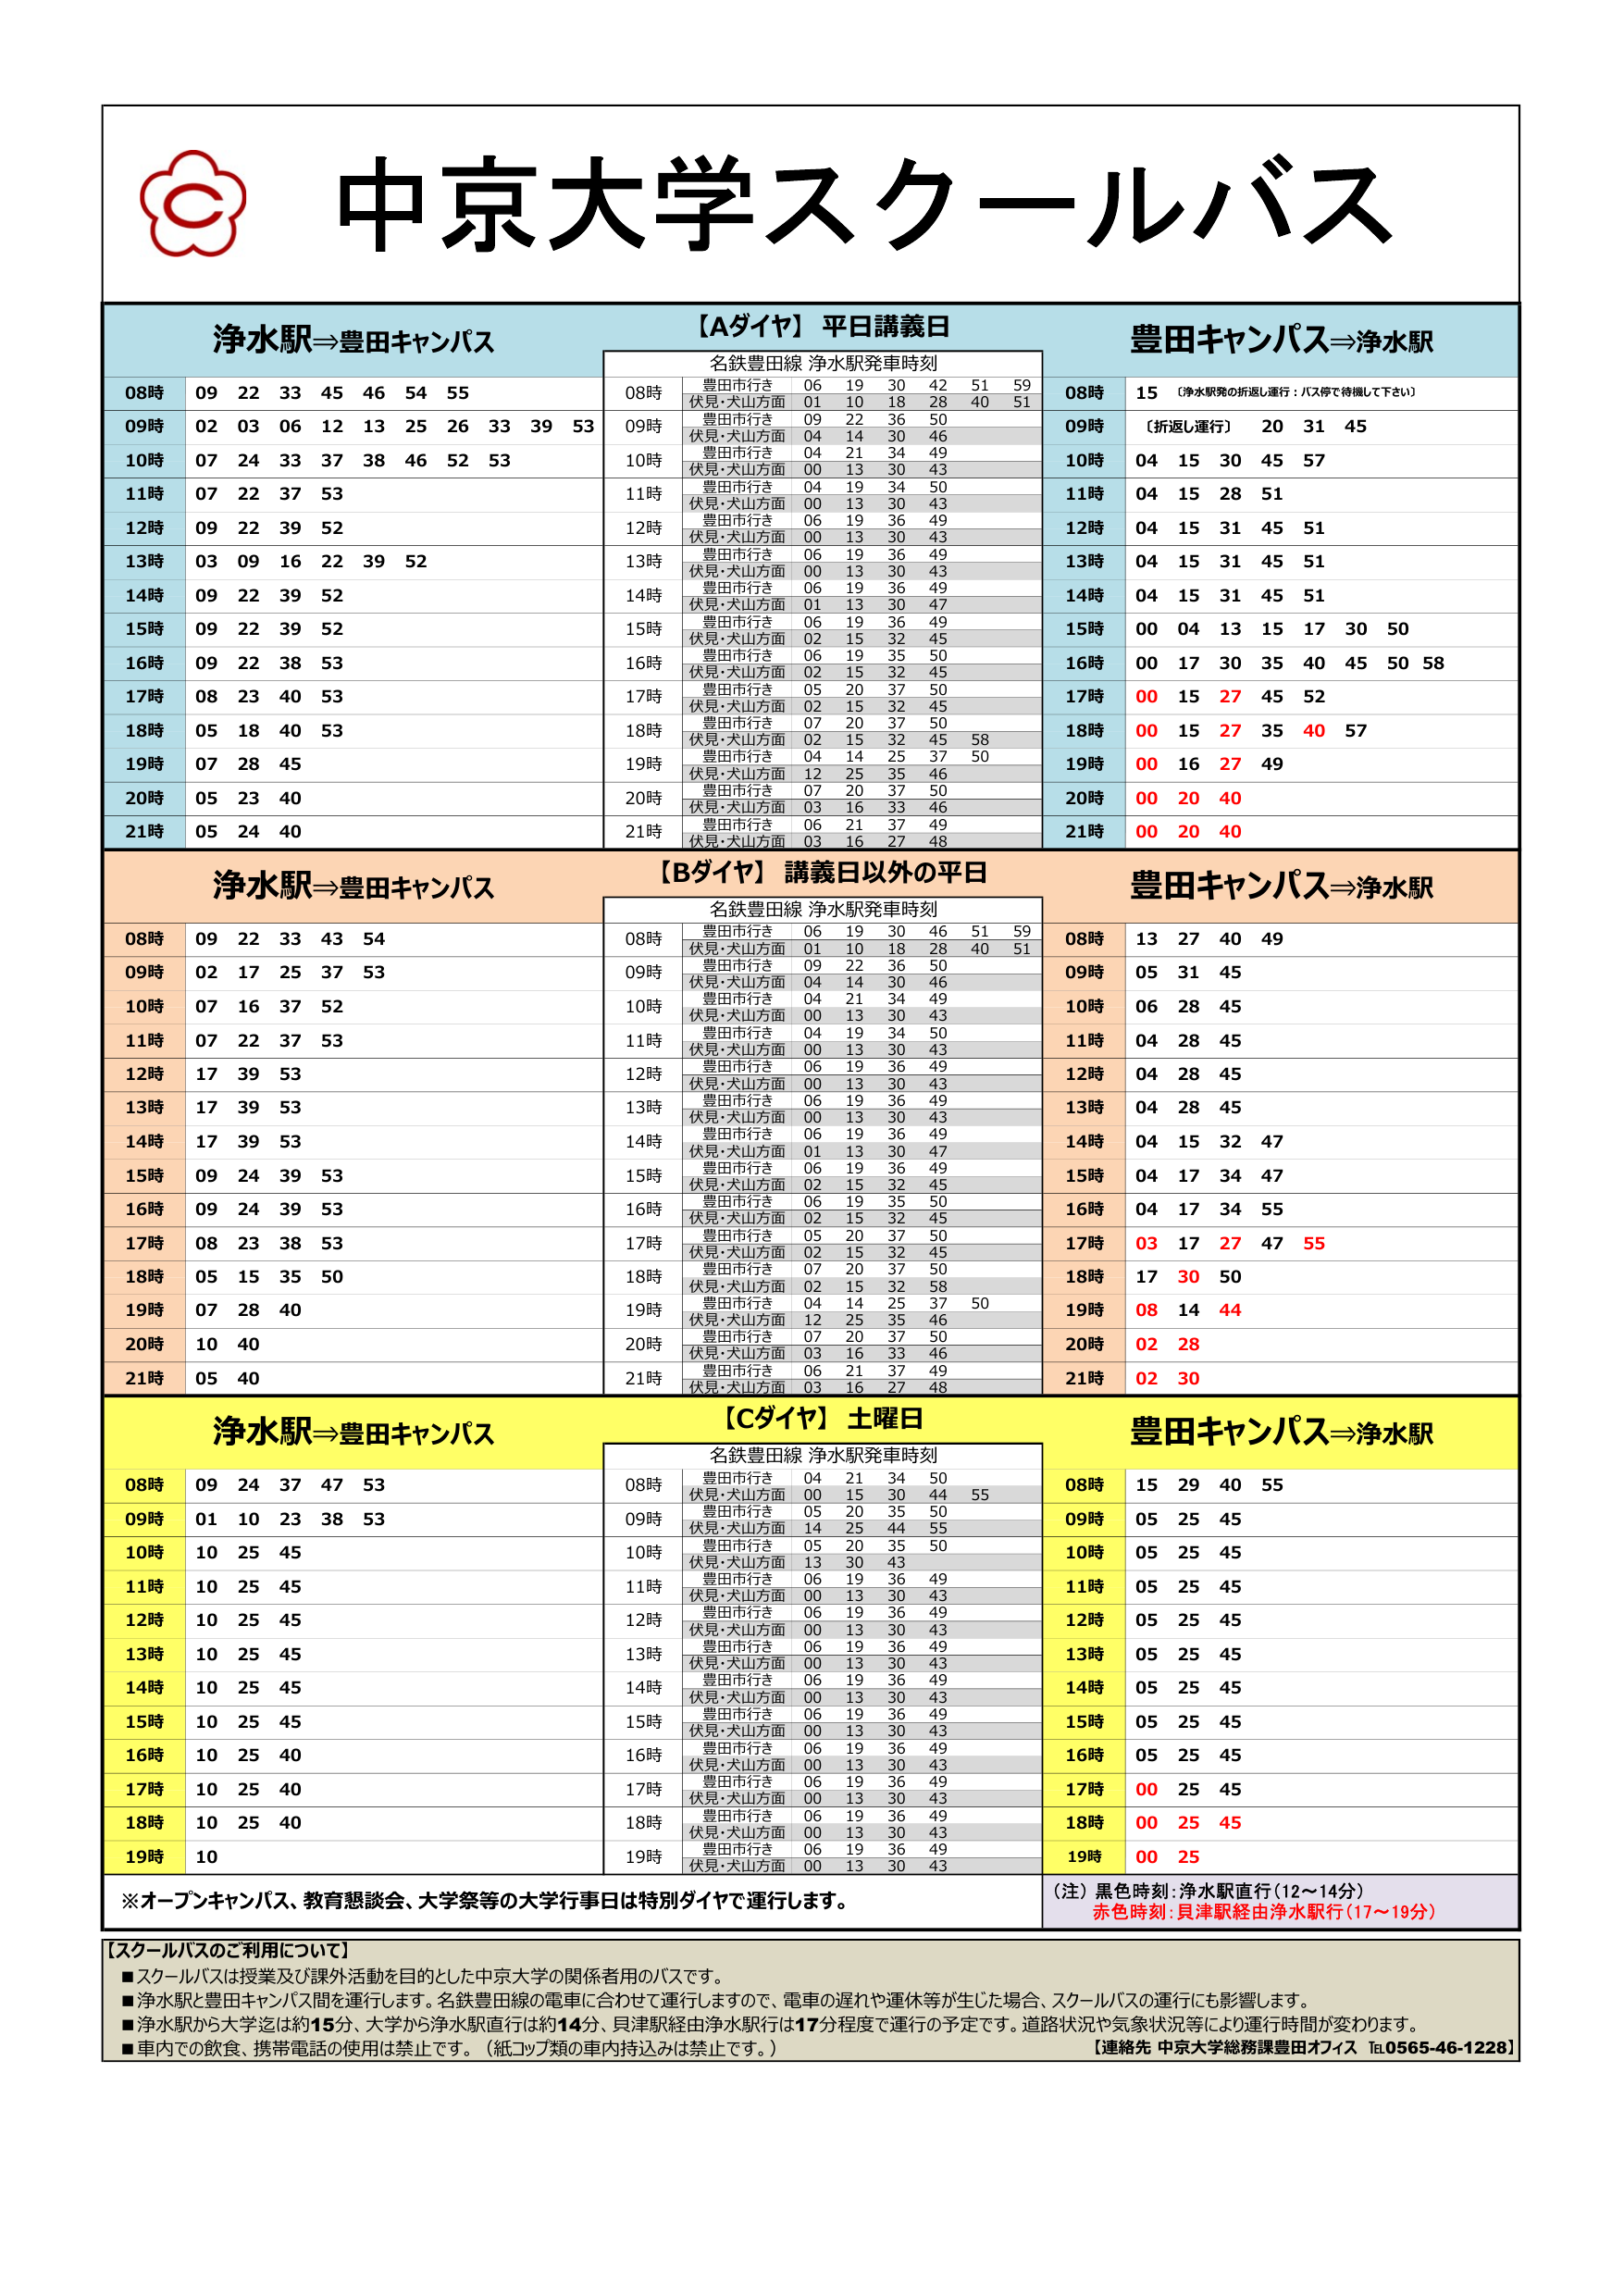 C
中京大学スクールバス
【Aダイヤ】 平日講義日
浄水駅⇒豊田キャンパス
豊田キャンパス⇒浄水駅
名鉄豊田線 浄水駅発車時刻
08時 09 22 33 45 46 54 55 08時 豊田市行き 06 19 30 42 51 59 08時 15 〔浄水駅発の折返し運行：バス停で待機して下さい〕
伏見・犬山方面 01 10 18 28 40 51
09時 02 03 06 12 13 25 26 33 39 53 09時 豊田市行き 09 22 36 50 09時 〔折返し運行〕 20 31 45
伏見・犬山方面 04 14 30 46
10時 07 24 33 37 38 46 52 53 10時 豊田市行き 04 21 34 49 10時 04 15 30 45 57
伏見・犬山方面 00 13 30 43
11時 07 22 37 53 11時 豊田市行き 04 19 34 50 11時 04 15 28 51
伏見・犬山方面 00 13 30 43
12時 09 22 39 52 12時 豊田市行き 06 19 36 49 12時 04 15 31 45 51
伏見・犬山方面 00 13 30 43
13時 03 09 16 22 39 52 13時 豊田市行き 06 19 36 49 13時 04 15 31 45 51
伏見・犬山方面 00 13 30 43
14時 09 22 39 52 14時 豊田市行き 06 19 36 49 14時 04 15 31 45 51
伏見・犬山方面 01 13 30 47
15時 09 22 39 52 15時 豊田市行き 06 19 36 49 15時 00 04 13 15 17 30 50
伏見・犬山方面 02 15 32 45
16時 09 22 38 53 16時 豊田市行き 06 19 35 50 16時 00 17 30 35 40 45 50 58
伏見・犬山方面 02 15 32 45
17時 08 23 40 53 17時 豊田市行き 05 20 37 50 17時 00 15 27 45 52
伏見・犬山方面 02 15 32 45
18時 05 18 40 53 18時 豊田市行き 07 20 37 50 18時 00 15 27 35 40 57
伏見・犬山方面 02 15 32 45 58
19時 07 28 45 19時 豊田市行き 04 14 25 37 50 19時 00 16 27 49
伏見・犬山方面 12 25 35 46
20時 05 23 40 20時 豊田市行き 07 20 37 50 20時 00 20 40
伏見・犬山方面 03 16 33 46
21時 05 24 40 21時 豊田市行き 06 21 37 49 21時 00 20 40
伏見・犬山方面 03 16 27 48
【Bダイヤ】 講義日以外の平日
浄水駅⇒豊田キャンパス
豊田キャンパス⇒浄水駅
名鉄豊田線 浄水駅発車時刻
08時 09 22 33 43 54 08時 豊田市行き 06 19 30 46 51 59 08時 13 27 40 49
伏見・犬山方面 01 10 18 28 40 51
09時 02 17 25 37 53 09時 豊田市行き 09 22 36 50 09時 05 31 45
伏見・犬山方面 04 14 30 46
10時 07 16 37 52 10時 豊田市行き 04 21 34 49 10時 06 28 45
伏見・犬山方面 00 13 30 43
11時 07 22 37 53 11時 豊田市行き 04 19 34 50 11時 04 28 45
伏見・犬山方面 00 13 30 43
12時 17 39 53 12時 豊田市行き 06 19 36 49 12時 04 28 45
伏見・犬山方面 00 13 30 43
13時 17 39 53 13時 豊田市行き 06 19 36 49 13時 04 28 45
伏見・犬山方面 00 13 30 43
14時 17 39 53 14時 豊田市行き 06 19 36 49 14時 04 15 32 47
伏見・犬山方面 01 13 30 47
15時 09 24 39 53 15時 豊田市行き 06 19 36 49 15時 04 17 34 47
伏見・犬山方面 02 15 32 45
16時 09 24 39 53 16時 豊田市行き 06 19 35 50 16時 04 17 34 55
伏見・犬山方面 02 15 32 45
17時 08 23 38 53 17時 豊田市行き 05 20 37 50 17時 03 17 27 47 55
伏見・犬山方面 02 15 32 45
18時 05 15 35 50 18時 豊田市行き 07 20 37 50 18時 17 30 50
伏見・犬山方面 02 15 32 58
19時 07 28 40 19時 豊田市行き 04 14 25 37 50 19時 08 14 44
伏見・犬山方面 12 25 35 46
20時 10 40 20時 豊田市行き 07 20 37 50 20時 02 28
伏見・犬山方面 03 16 33 46
21時 05 40 21時 豊田市行き 06 21 37 49 21時 02 30
伏見・犬山方面 03 16 27 48
【Cダイヤ】 土曜日
浄水駅⇒豊田キャンパス
豊田キャンパス⇒浄水駅
名鉄豊田線 浄水駅発車時刻
08時 09 24 37 47 53 08時 豊田市行き 04 21 34 50 08時 15 29 40 55
伏見・犬山方面 00 15 30 44 55
09時 01 10 23 38 53 09時 豊田市行き 05 20 35 50 09時 05 25 45
伏見・犬山方面 14 25 44 55
10時 10 25 45 10時 豊田市行き 05 20 35 50 10時 05 25 45
伏見・犬山方面 13 30 43
11時 10 25 45 11時 豊田市行き 06 19 36 49 11時 05 25 45
伏見・犬山方面 00 13 30 43
12時 10 25 45 12時 豊田市行き 06 19 36 49 12時 05 25 45
伏見・犬山方面 00 13 30 43
13時 10 25 45 13時 豊田市行き 06 19 36 49 13時 05 25 45
伏見・犬山方面 00 13 30 43
14時 10 25 45 14時 豊田市行き 06 19 36 49 14時 05 25 45
伏見・犬山方面 00 13 30 43
15時 10 25 45 15時 豊田市行き 06 19 36 49 15時 05 25 45
伏見・犬山方面 00 13 30 43
16時 10 25 40 16時 豊田市行き 06 19 36 49 16時 05 25 45
伏見・犬山方面 00 13 30 43
17時 10 25 40 17時 豊田市行き 06 19 36 49 17時 00 25 45
伏見・犬山方面 00 13 30 43
18時 10 25 40 18時 豊田市行き 06 19 36 49 18時 00 25 45
伏見・犬山方面 00 13 30 43
19時 10 19時 豊田市行き 06 19 36 49 19時 00 25
伏見・犬山方面 00 13 30 43
※オープンキャンパス、教育懇談会、大学祭等の大学行事日は特別ダイヤで運行します。
（注）黒色時刻：浄水駅直行（12～14分）
赤色時刻：貝津駅経由浄水駅行（17～19分）
【スクールバスのご利用について】
■スクールバスは授業及び課外活動を目的とした中京大学の関係者用のバスです。
■浄水駅と豊田キャンパス間を運行します。名鉄豊田線の電車に合わせて運行しますので、電車の遅れや運休等が生じた場合、スクールバスの運行にも影響します。
■浄水駅から大学迄は約15分、大学から浄水駅直行は約14分、貝津駅経由浄水駅行は17分程度で運行の予定です。道路状況や気象状況等により運行時間が変わります。
■車内での飲食、携帯電話の使用は禁止です。（紙コップ類の車内持込みは禁止です。）
【連絡先 中京大学総務課豊田オフィス ℡0565-46-1228】